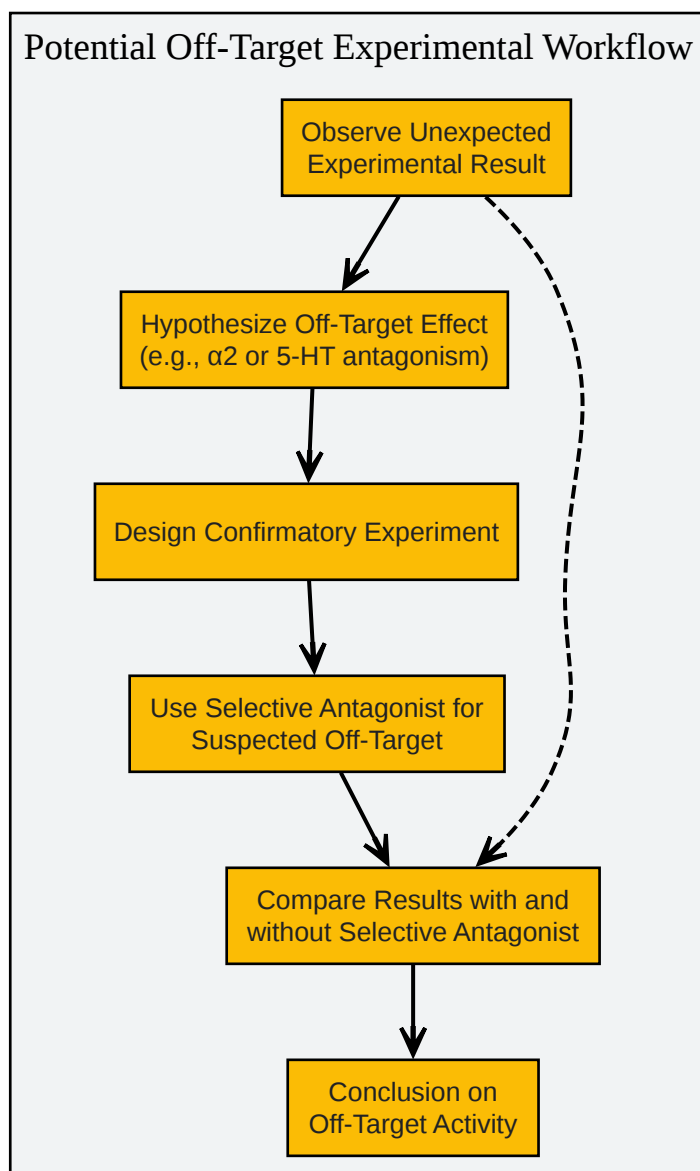 Potential Off-Target Experimental Workflow
Observe Unexpected
Experimental Result
Hypothesize Off-Target Effect
(e.g., α2 or 5-HT antagonism)
Design Confirmatory Experiment
Use Selective Antagonist for
Suspected Off-Target
Compare Results with and
without Selective Antagonist
Conclusion on
Off-Target Activity